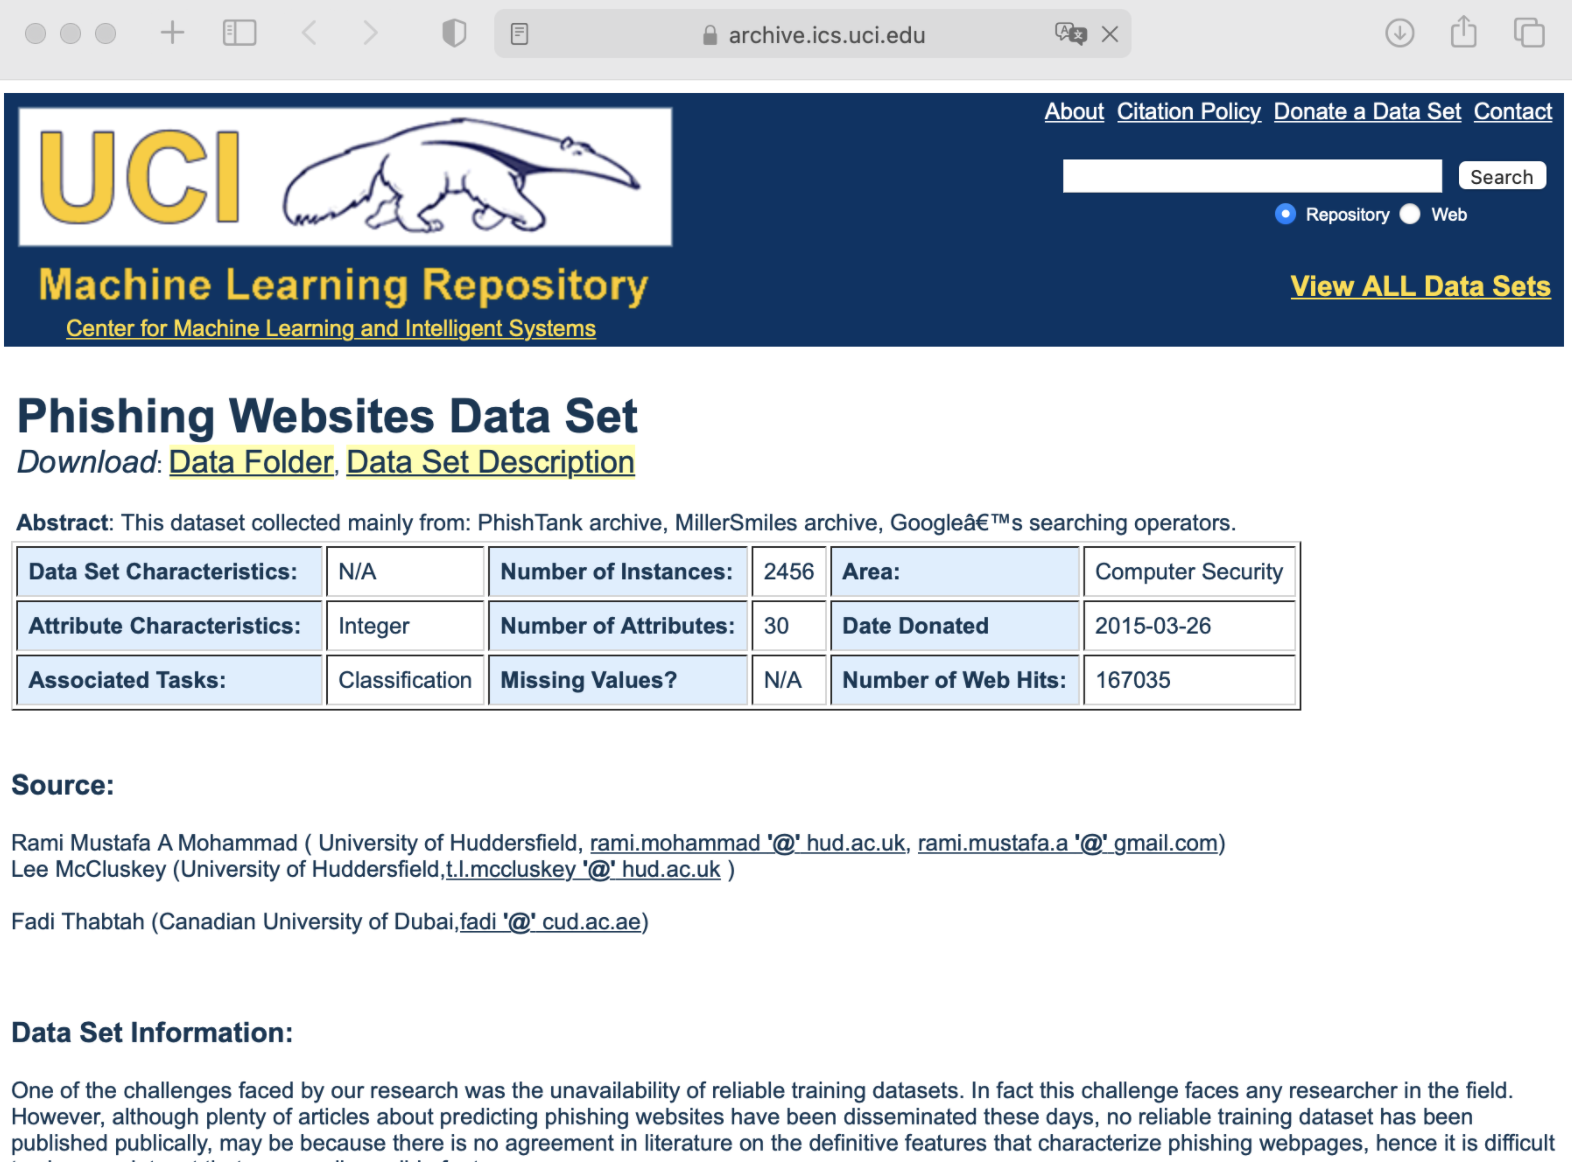 archive.ics.uci.edu
About Citation Policy Donate a Data Set Contact
UCI
Search
Repository Web
Machine Learning Repository
View ALL Data Sets
Center for Machine Learning and Intelligent Systems
Phishing Websites Data Set
Download: Data Folder, Data Set Description
Abstract: This dataset collected mainly from: PhishTank archive, MillerSmiles archive, Googleâ€™s searching operators.
Data Set Characteristics: N/A Number of Instances: 2456 Area: Computer Security
Attribute Characteristics: Integer Number of Attributes: 30 Date Donated 2015-03-26
Associated Tasks: Classification Missing Values? N/A Number of Web Hits: 167035
Source:
Rami Mustafa A Mohammad ( University of Huddersfield, rami.mohammad '@' hud.ac.uk, rami.mustafa.a '@' gmail.com)
Lee McCluskey (University of Huddersfield,t.l.mccluskey '@' hud.ac.uk )
Fadi Thabtah (Canadian University of Dubai,fadi '@' cud.ac.ae)
Data Set Information:
One of the challenges faced by our research was the unavailability of reliable training datasets. In fact this challenge faces any researcher in the field.
However, although plenty of articles about predicting phishing websites have been disseminated these days, no reliable training dataset has been
published publically, may be because there is no agreement in literature on the definitive features that characterize phishing webpages, hence it is difficult